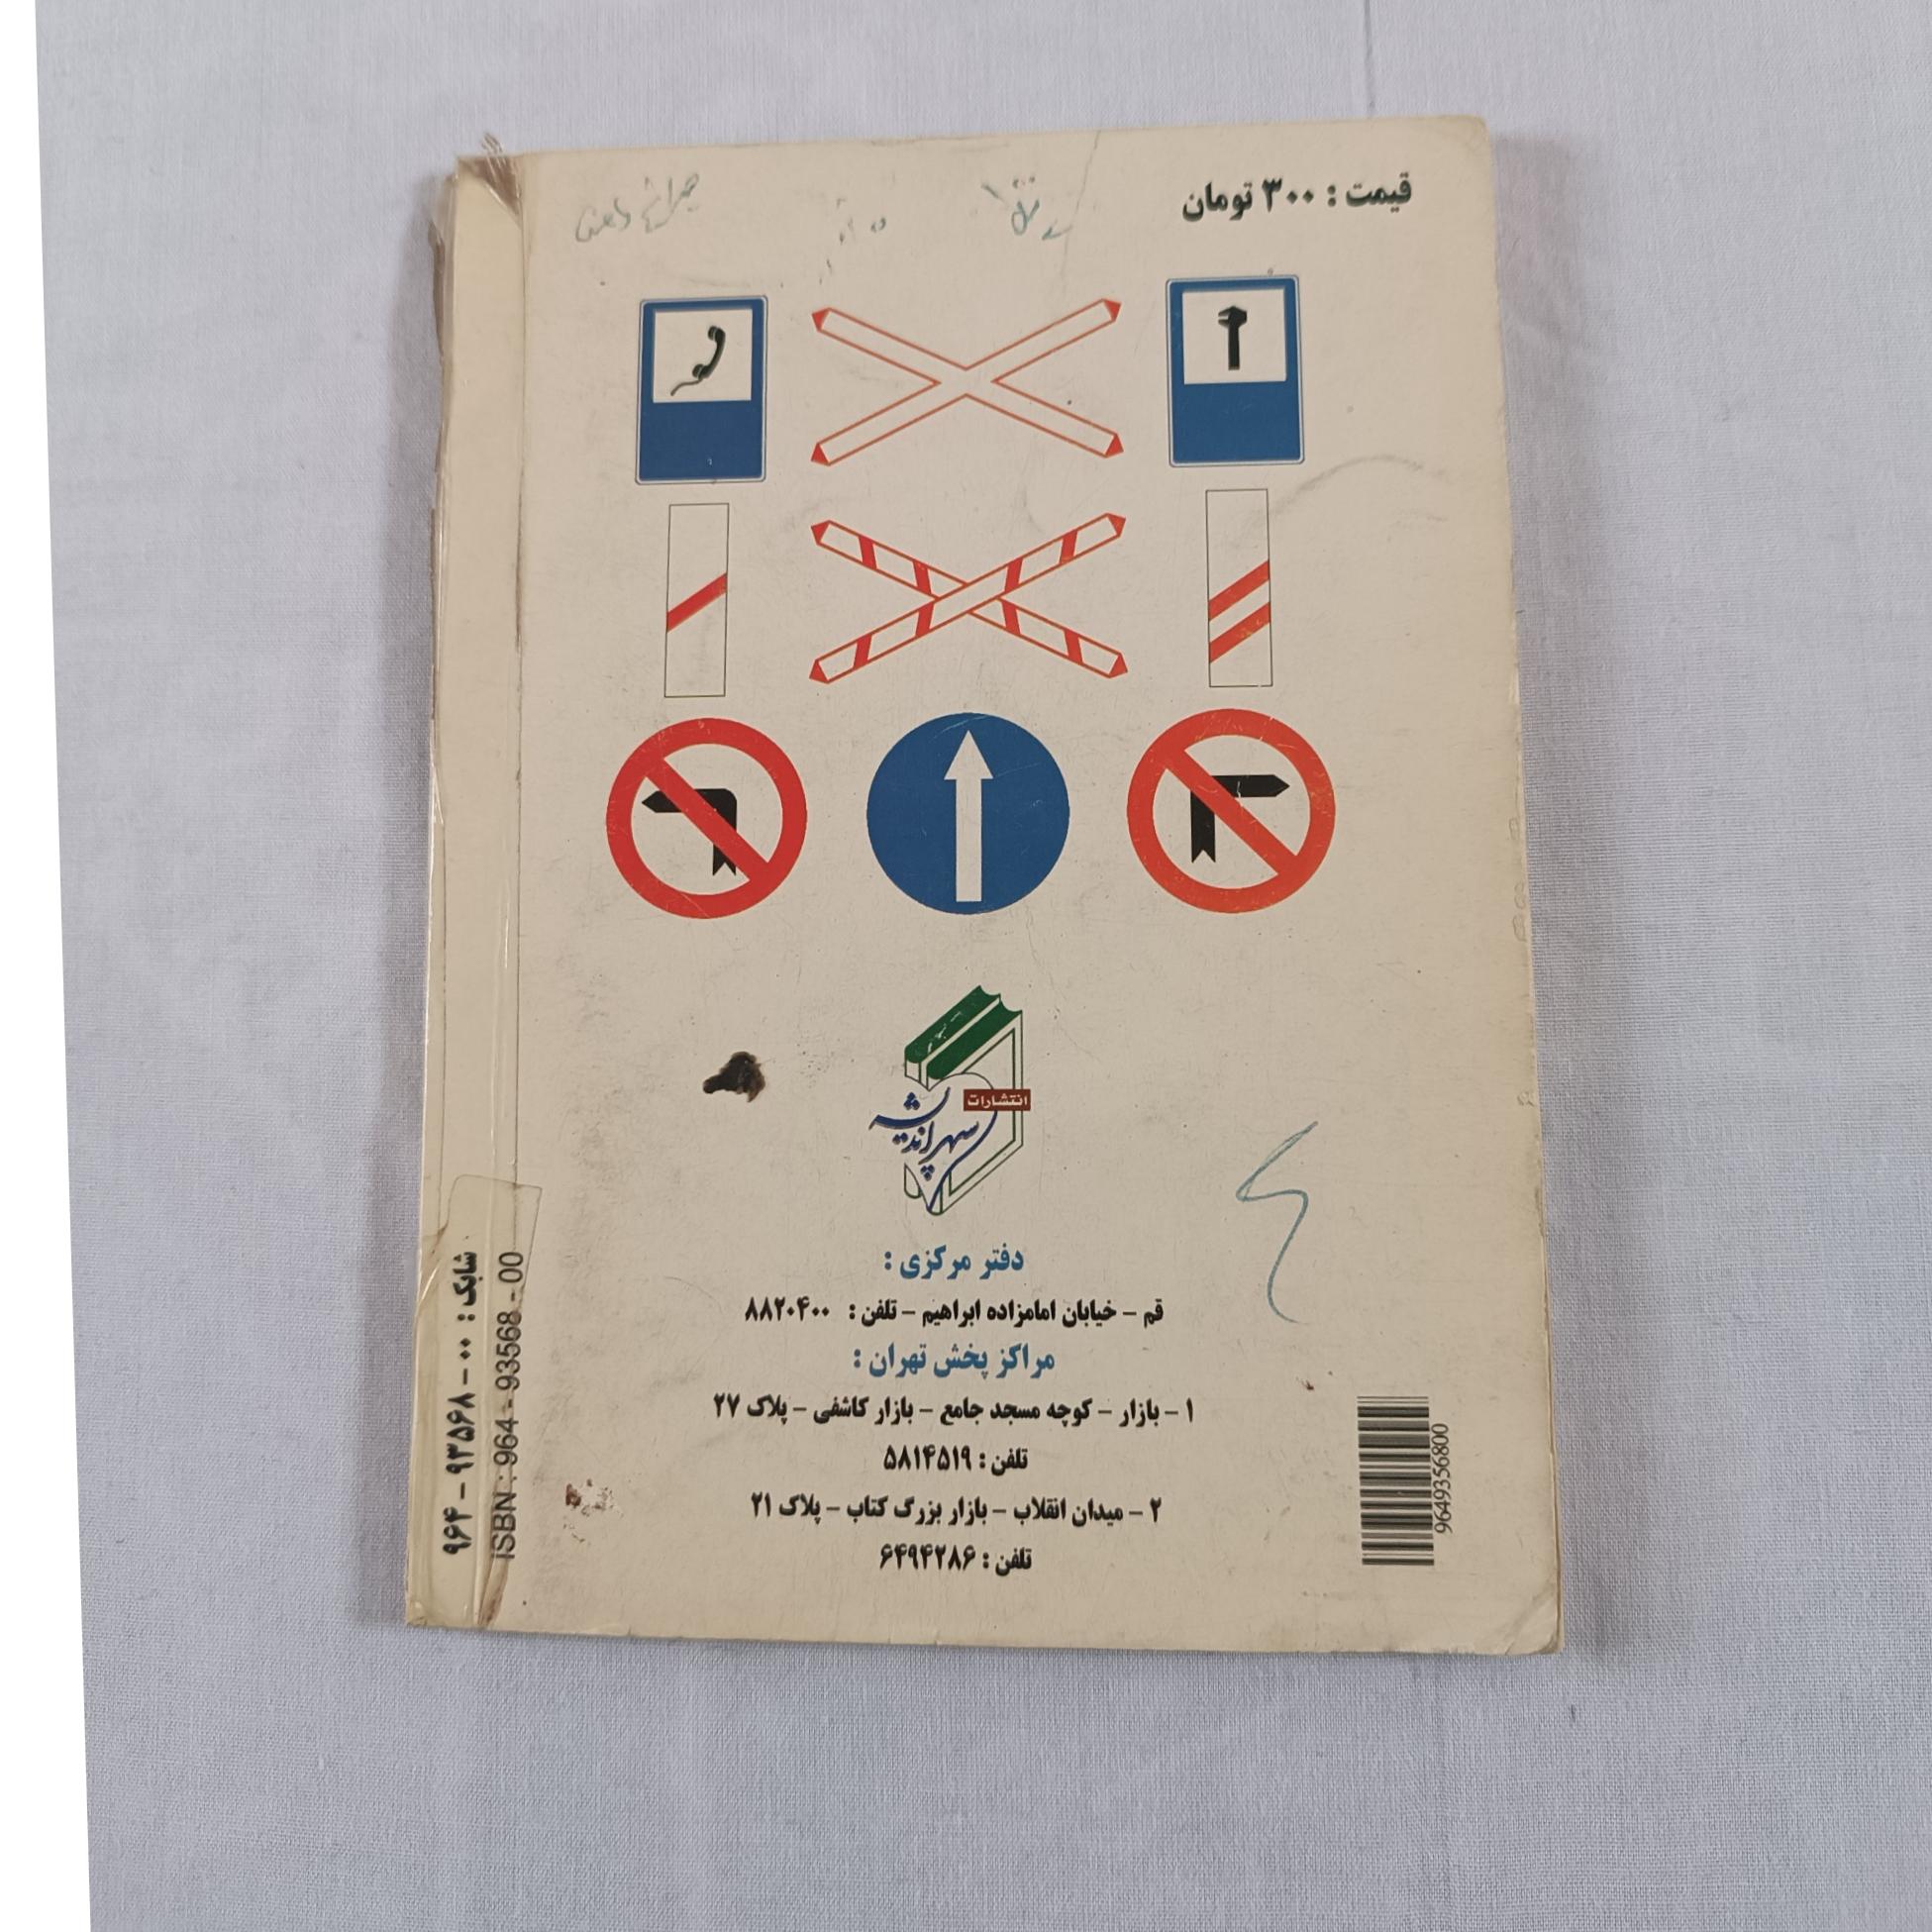 قیمت : ۳۰۰ تومان
انتشارات
سپهر اندیشه
دفتر مرکزی :
قم – خیابان امامزاده ابراهیم – تلفن : ۸۸۲۰۴۰۰
مراکز پخش تهران :
۱ – بازار – کوچه مسجد جامع – بازار کاشفی – پلاک ۲۷
تلفن : ۵۸۱۴۵۱۹
۲ – میدان انقلاب – بازار بزرگ کتاب – پلاک ۲۱
تلفن : ۶۴۹۴۲۸۶
شابک : ۰۰ – ۹۳۵۶۸ – ۹۶۴
ISBN : 964 - 93568 - 00
9649356800